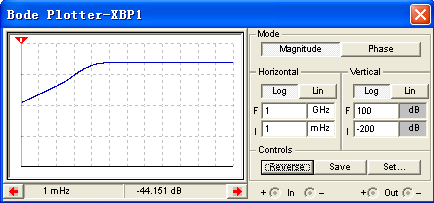 Bode Plotter-XBP1
Mode
Magnitude Phase
Horizontal Vertical
Log Lin Log Lin
F 1 GHz F 100 dB
I 1 mHz I -200 dB
Controls
Reverse Save Set...
1 mHz -44.151 dB
+ In - + Out -